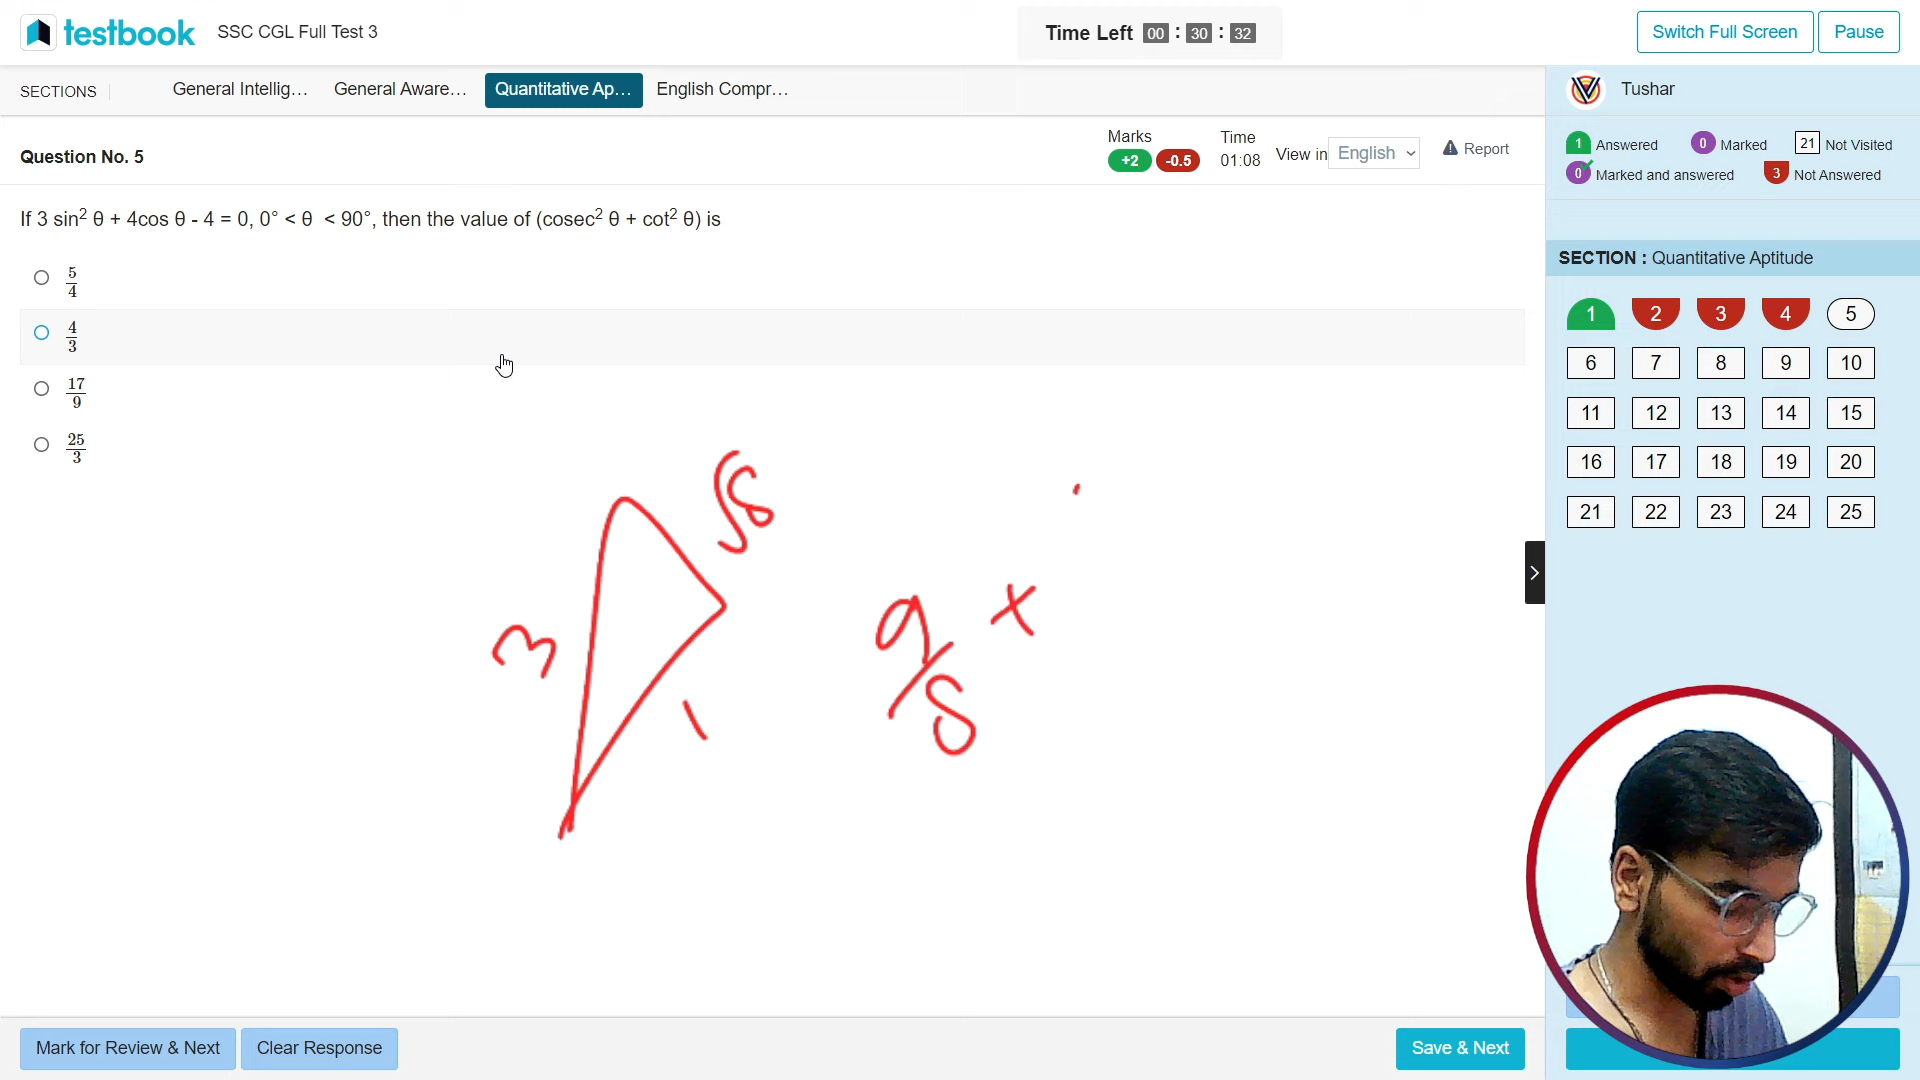 testbook SSC CGL Full Test 3 Time Left 00 : 30 : 32 Switch Full Screen Pause
SECTIONS General Intellig... General Aware... Quantitative Ap... English Compr...
Tushar
Question No. 5
Marks
+2 -0.5
Time
01:08
View in English
Report
1 Answered 0 Marked 21 Not Visited
0 Marked and answered 3 Not Answered
If 3 sin² θ + 4cos θ - 4 = 0, 0° < θ < 90°, then the value of (cosec² θ + cot² θ) is
5/4
4/3
17/9
25/3
SECTION : Quantitative Aptitude
1 2 3 4 5
6 7 8 9 10
11 12 13 14 15
16 17 18 19 20
21 22 23 24 25
√8
3
1
9/8 +
Mark for Review & Next Clear Response Save & Next